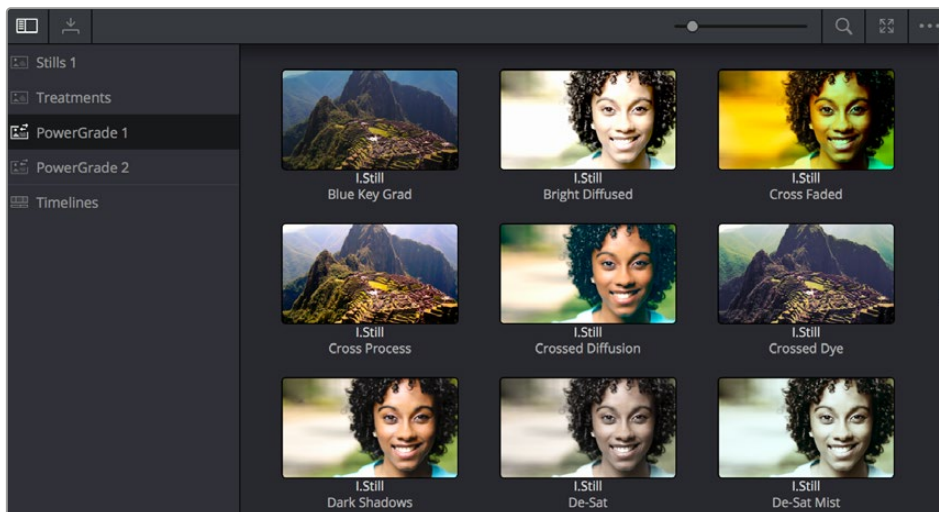 Stills 1
Treatments
PowerGrade 1
PowerGrade 2
Timelines
I.Still
Blue Key Grad
I.Still
Bright Diffused
I.Still
Cross Faded
I.Still
Cross Process
I.Still
Crossed Diffusion
I.Still
Crossed Dye
I.Still
Dark Shadows
I.Still
De-Sat
I.Still
De-Sat Mist